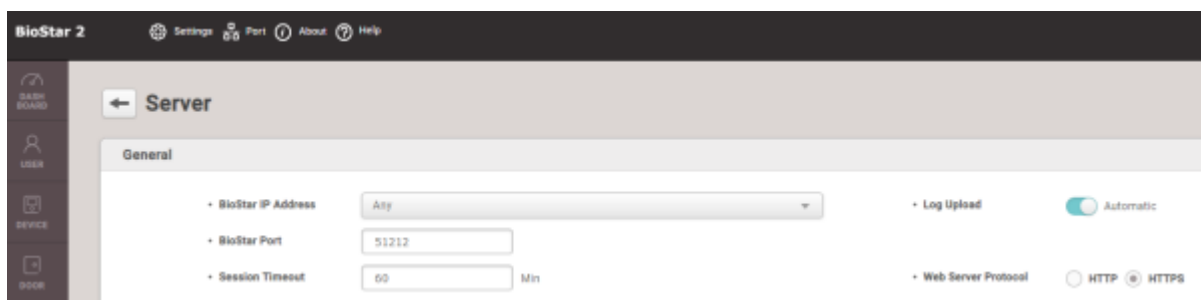 BioStar 2 Settings Port About Help
DASH
BOARD
Server
USER
General
DEVICE
• BioStar IP Address Any • Log Upload Automatic
• BioStar Port 51212
DOOR
• Session Timeout 60 Min • Web Server Protocol HTTP HTTPS